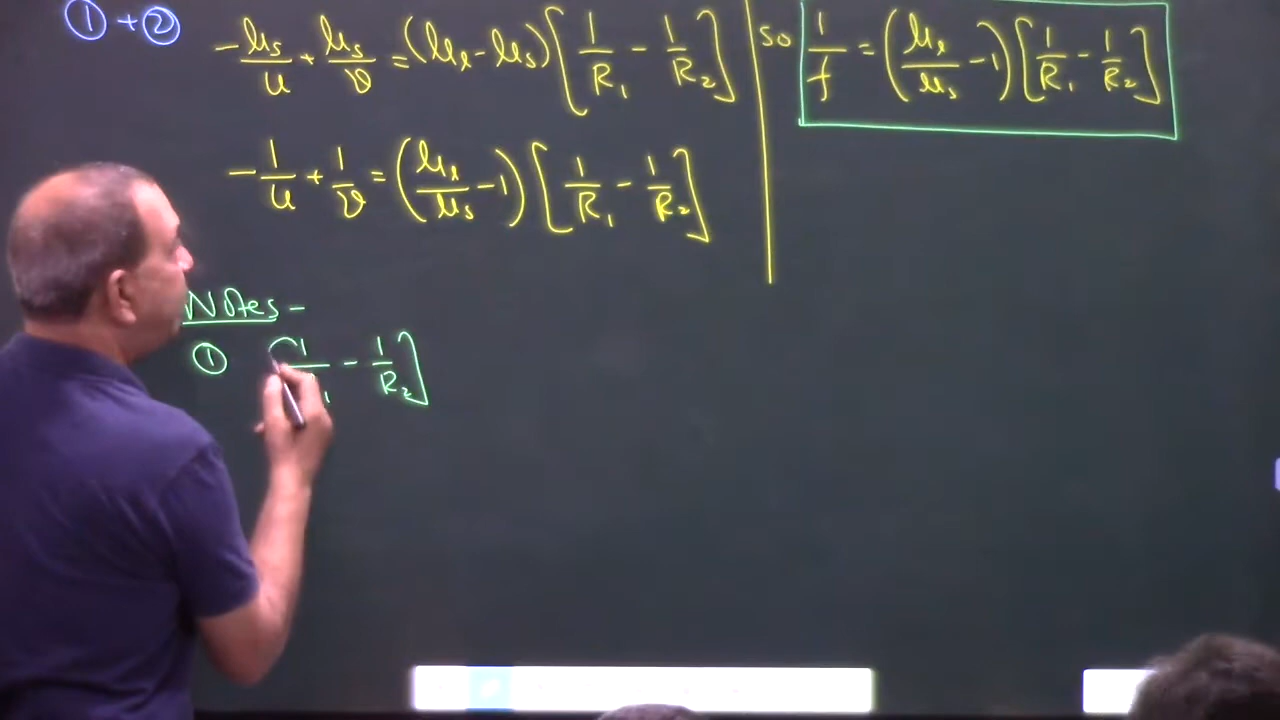 ① + ②
-μs/u + μs/v = (μl - μs) [1/R1 - 1/R2]
-1/u + 1/v = (μl/μs - 1) [1/R1 - 1/R2]
so 1/f = (μl/μs - 1) [1/R1 - 1/R2]
Notes -
① [1/R1 - 1/R2]